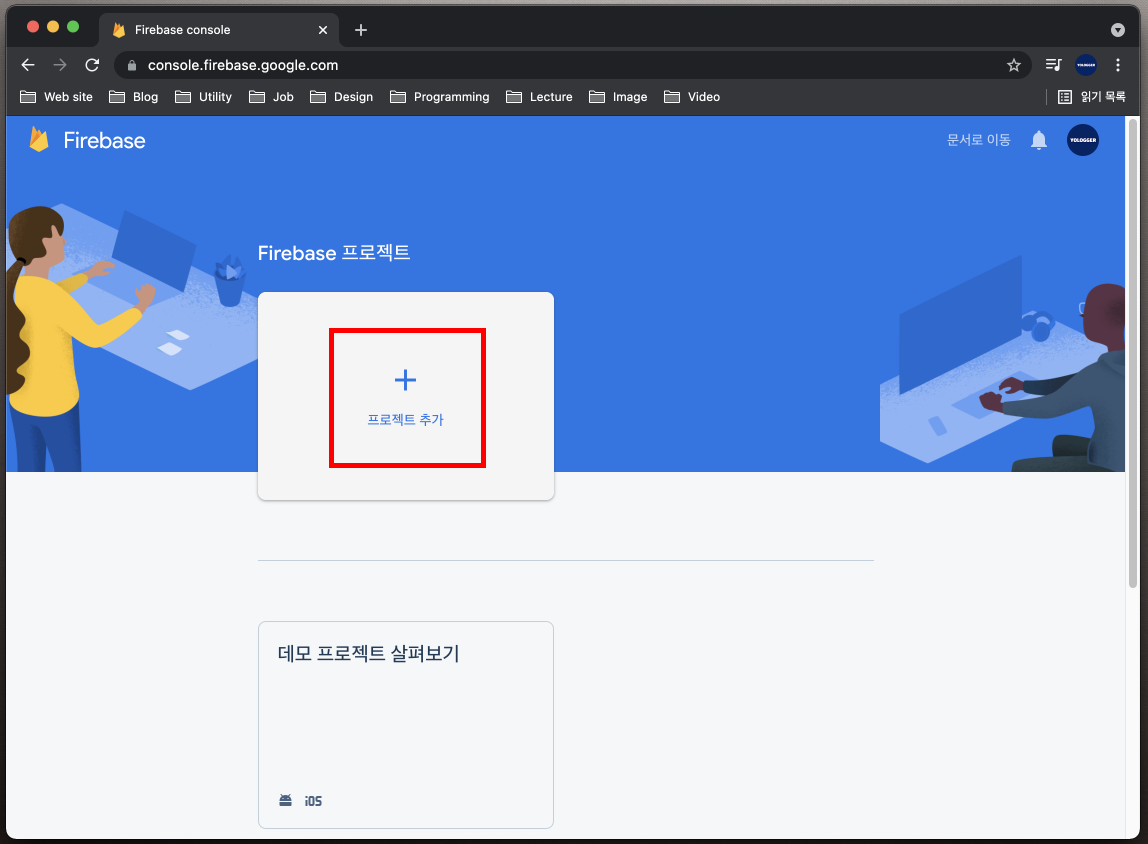 Firebase console
console.firebase.google.com
Web site Blog Utility Job Design Programming Lecture Image Video 읽기 목록
Firebase 문서로 이동 VOLOGGER
Firebase 프로젝트
프로젝트 추가
데모 프로젝트 살펴보기
iOS